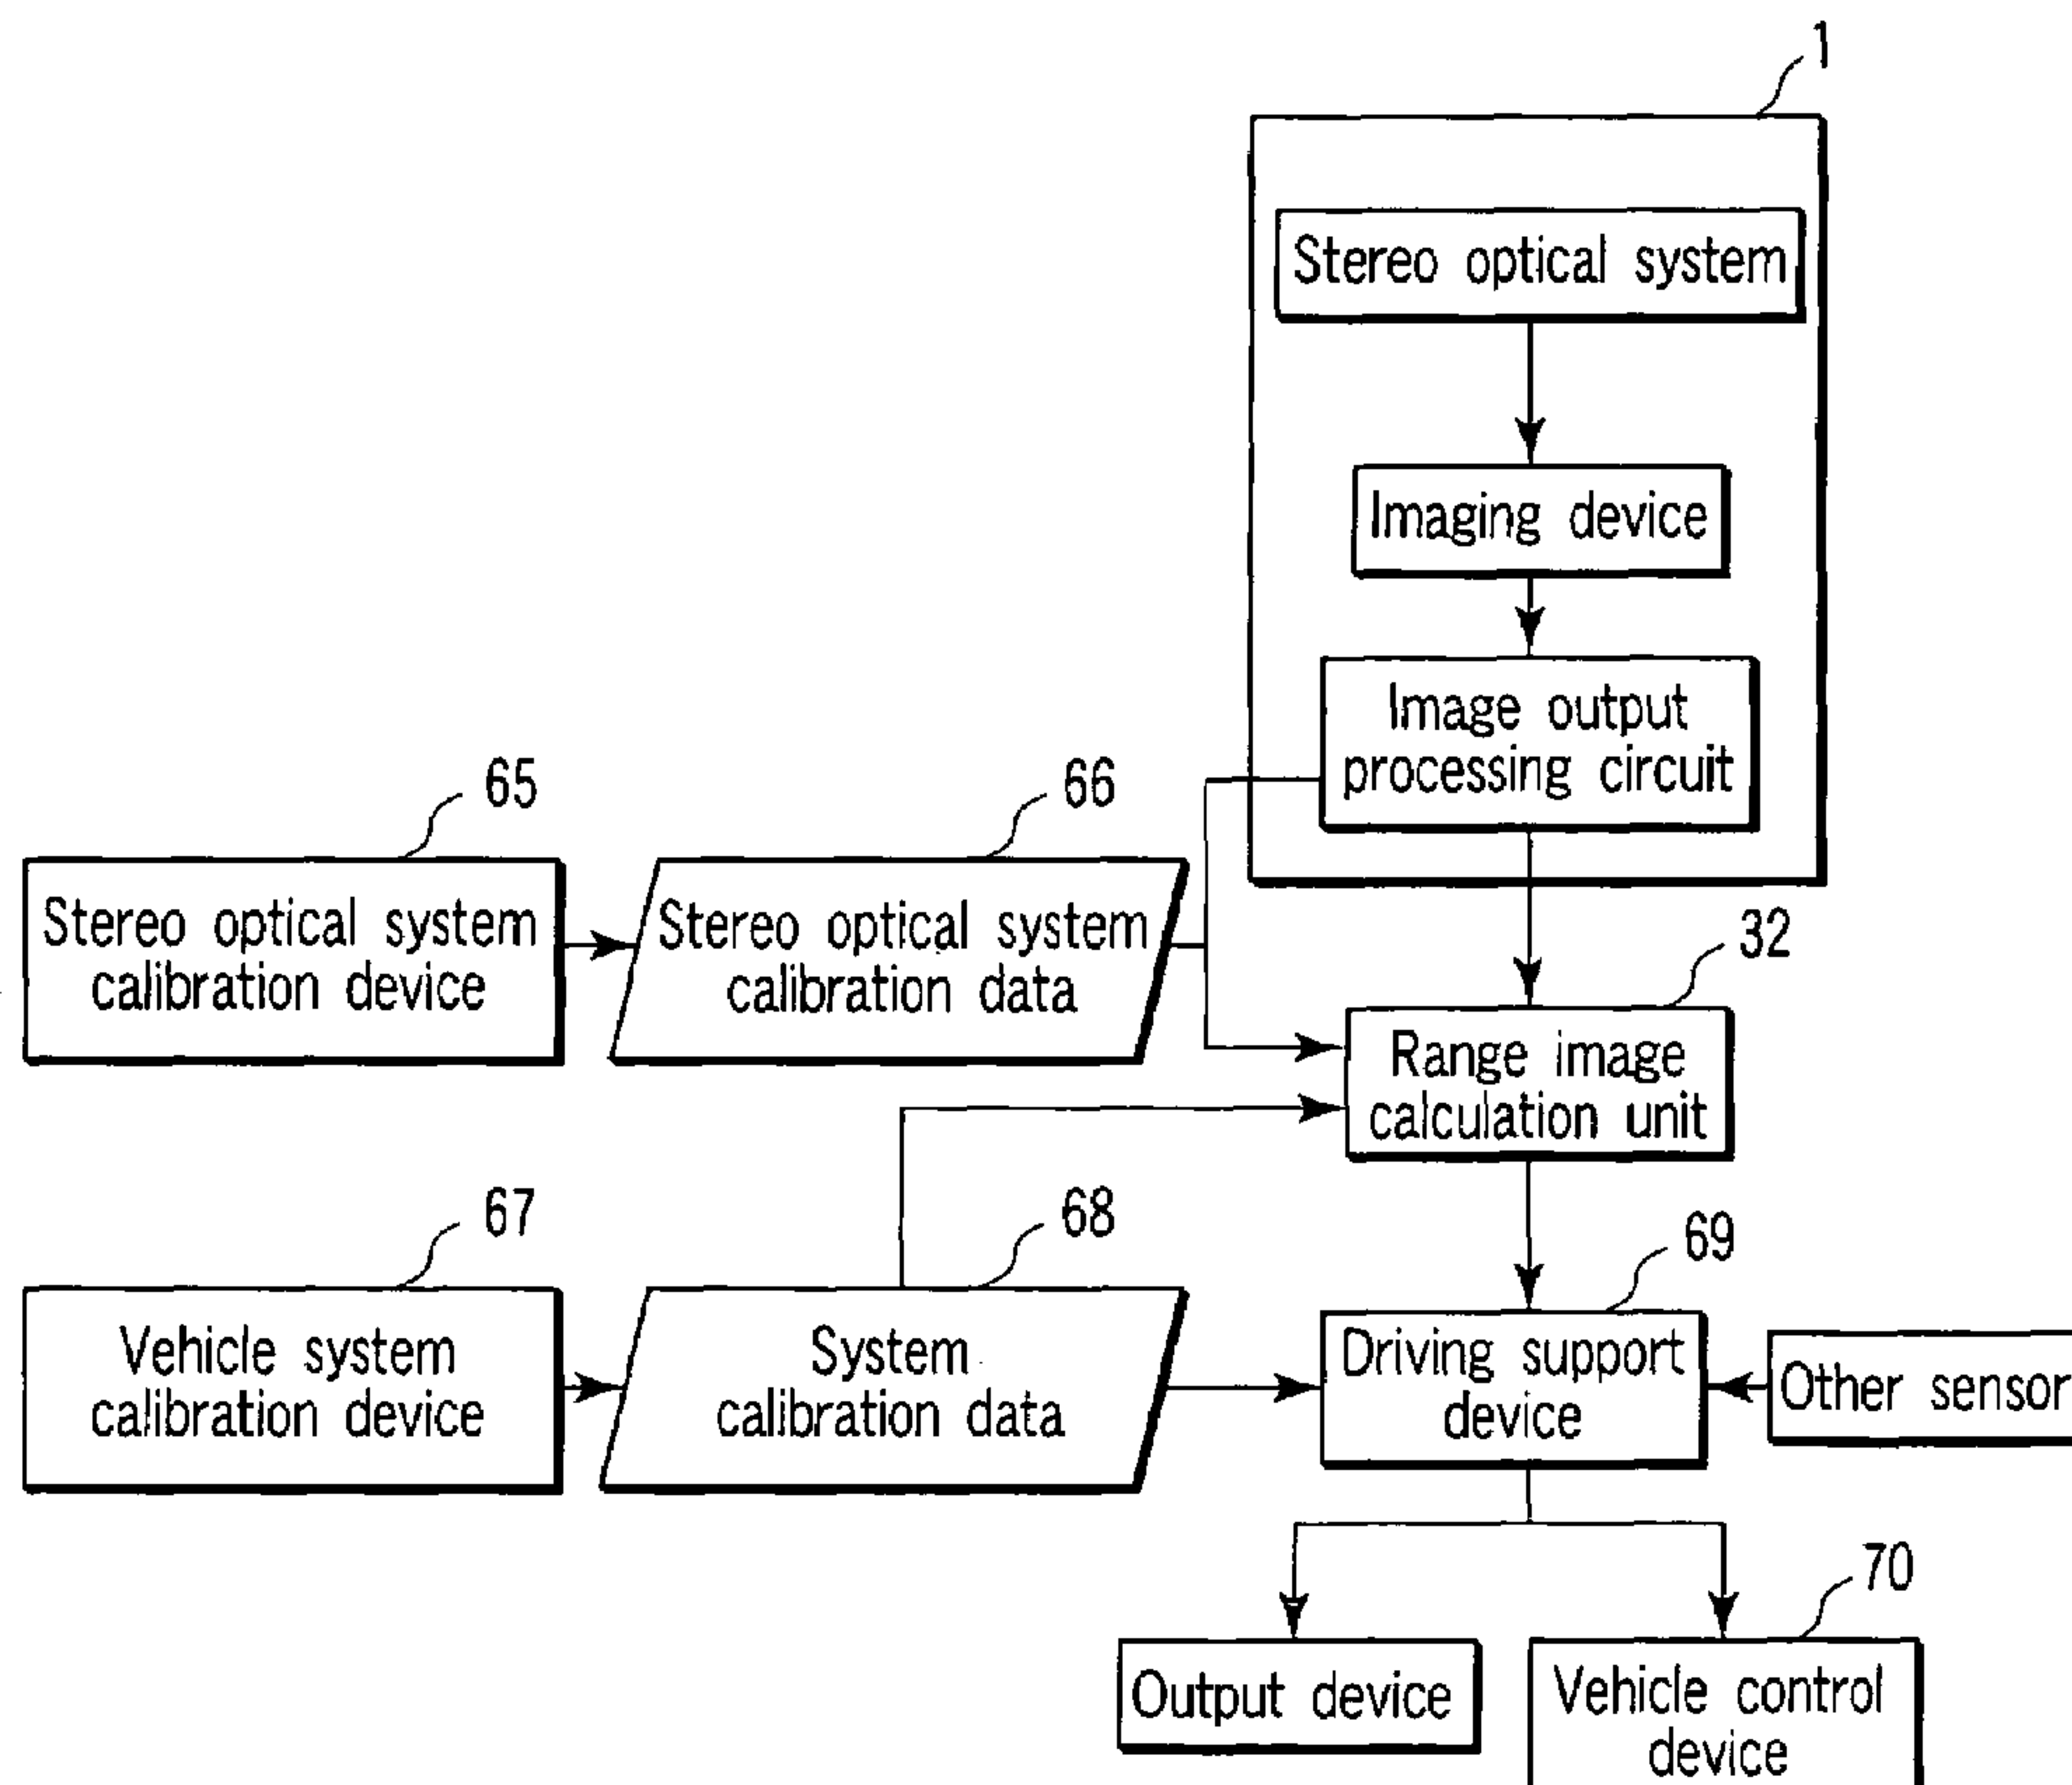 1
Stereo optical system
Imaging device
Image output
processing circuit
65
66
Stereo optical system
calibration device
Stereo optical system
calibration data
32
Range image
calculation unit
67
68
69
Vehicle system
calibration device
System
calibration data
Driving support
device
Other sensor
70
Output device
Vehicle control
device